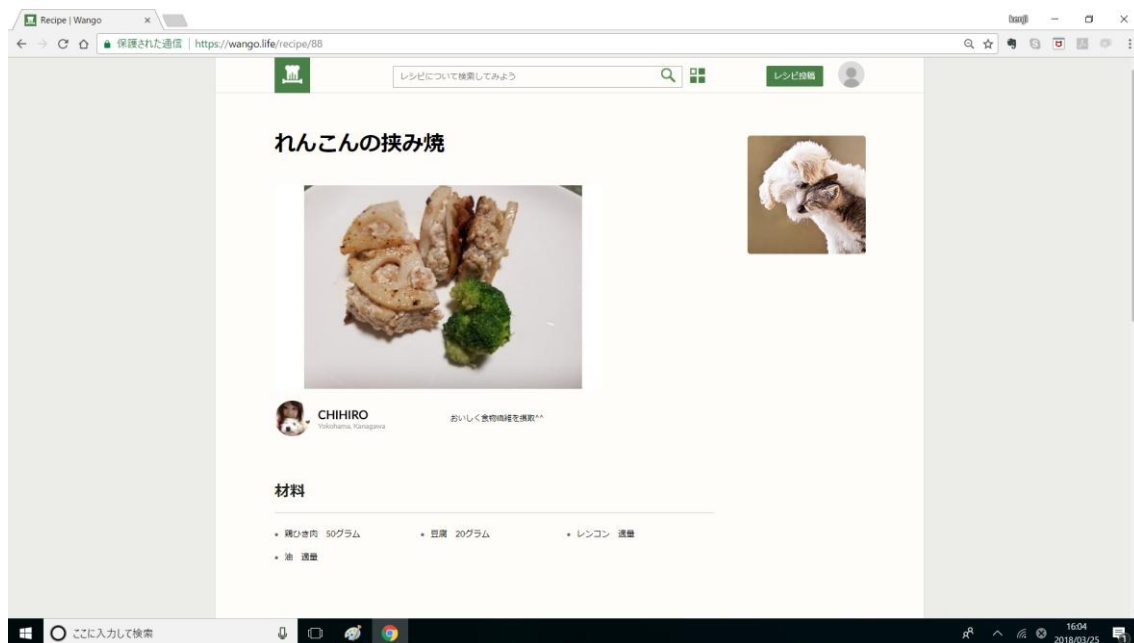 Recipe | Wango
保護された通信 | https://wango.life/recipe/88
レシピについて検索してみよう
レシピ投稿
れんこんの挟み焼
CHIHIRO
Yokohama, Kanagawa
おいしく食物繊維を摂取^^
材料
• 鶏ひき肉 50グラム • 豆腐 20グラム • レンコン 適量
• 油 適量
ここに入力して検索
16:04
2018/03/25